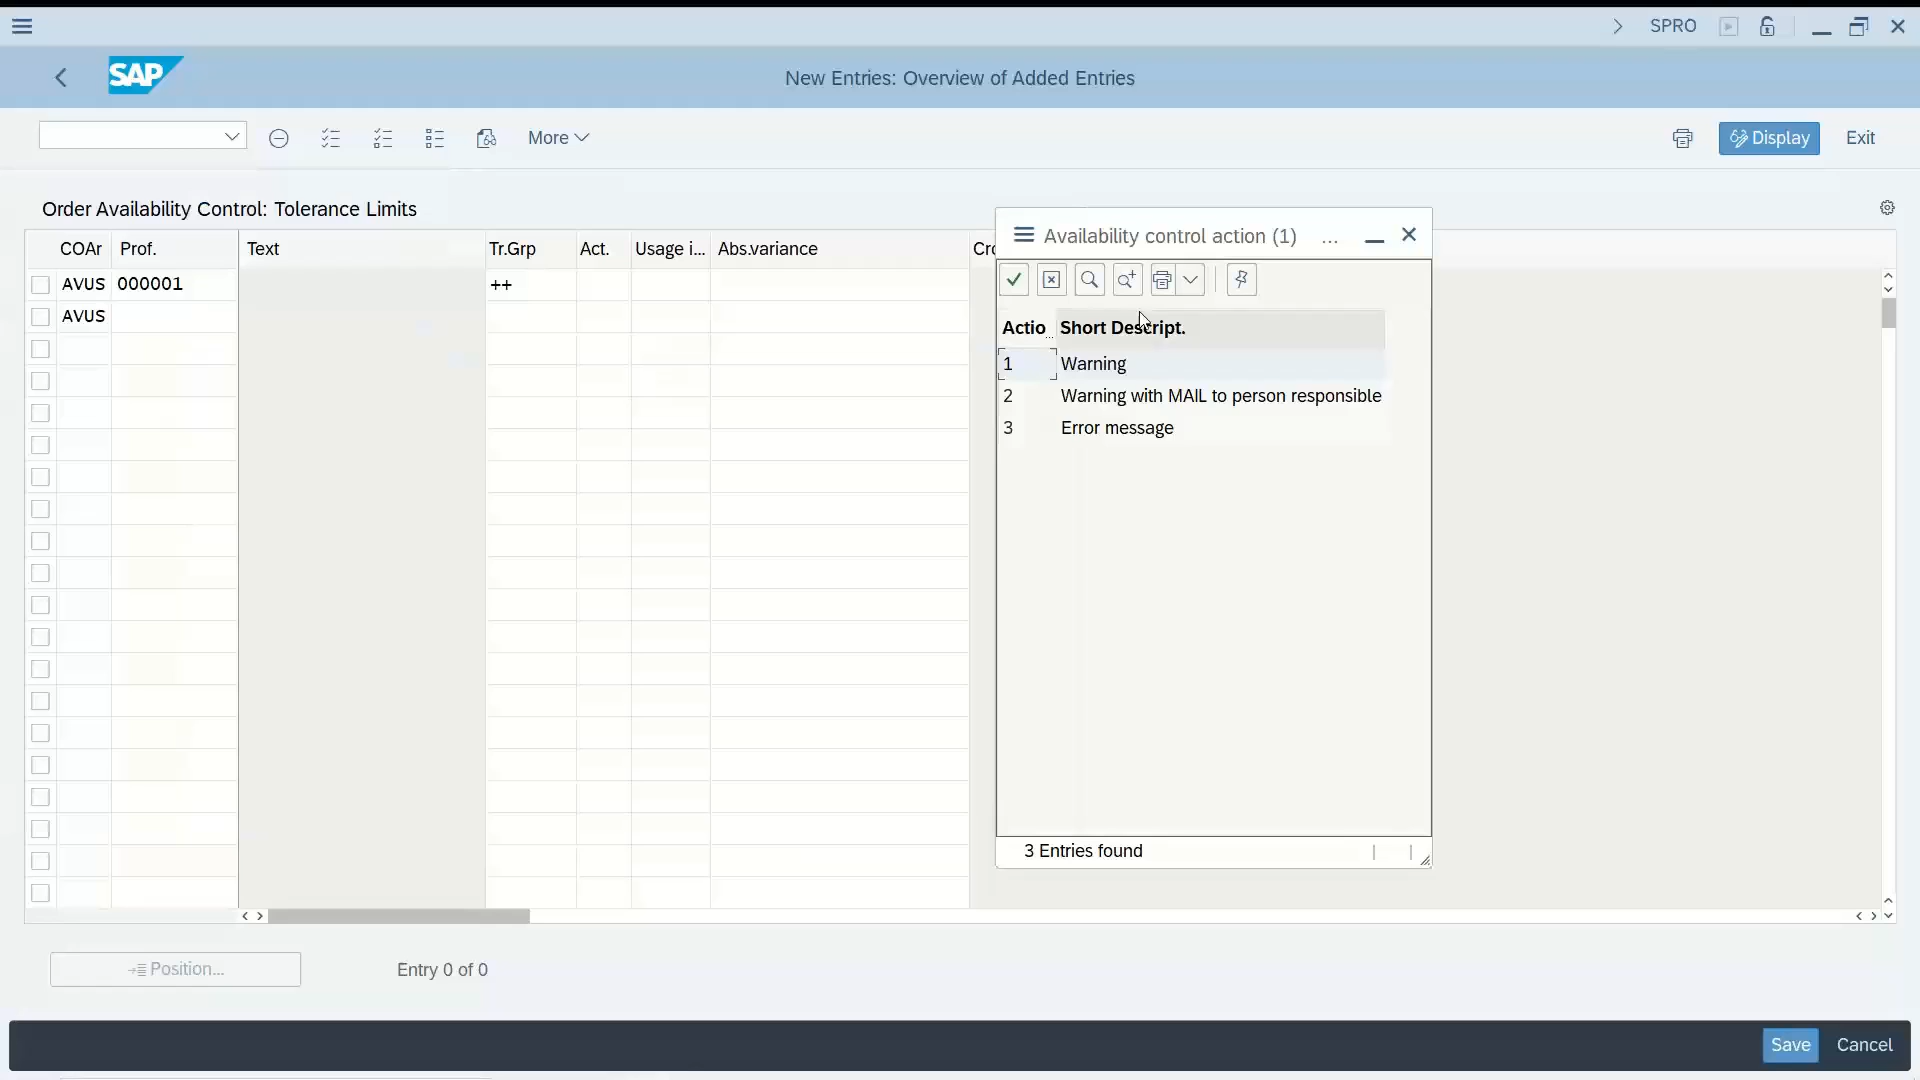 SPRO
SAP
New Entries: Overview of Added Entries
More
Display
Exit
Order Availability Control: Tolerance Limits
COAr Prof. Text Tr.Grp Act. Usage i... Abs.variance Crc
AVUS 000001 ++
AVUS
Availability control action (1) ...
Actio... Short Descript.
1 Warning
2 Warning with MAIL to person responsible
3 Error message
3 Entries found
Position...
Entry 0 of 0
Save
Cancel